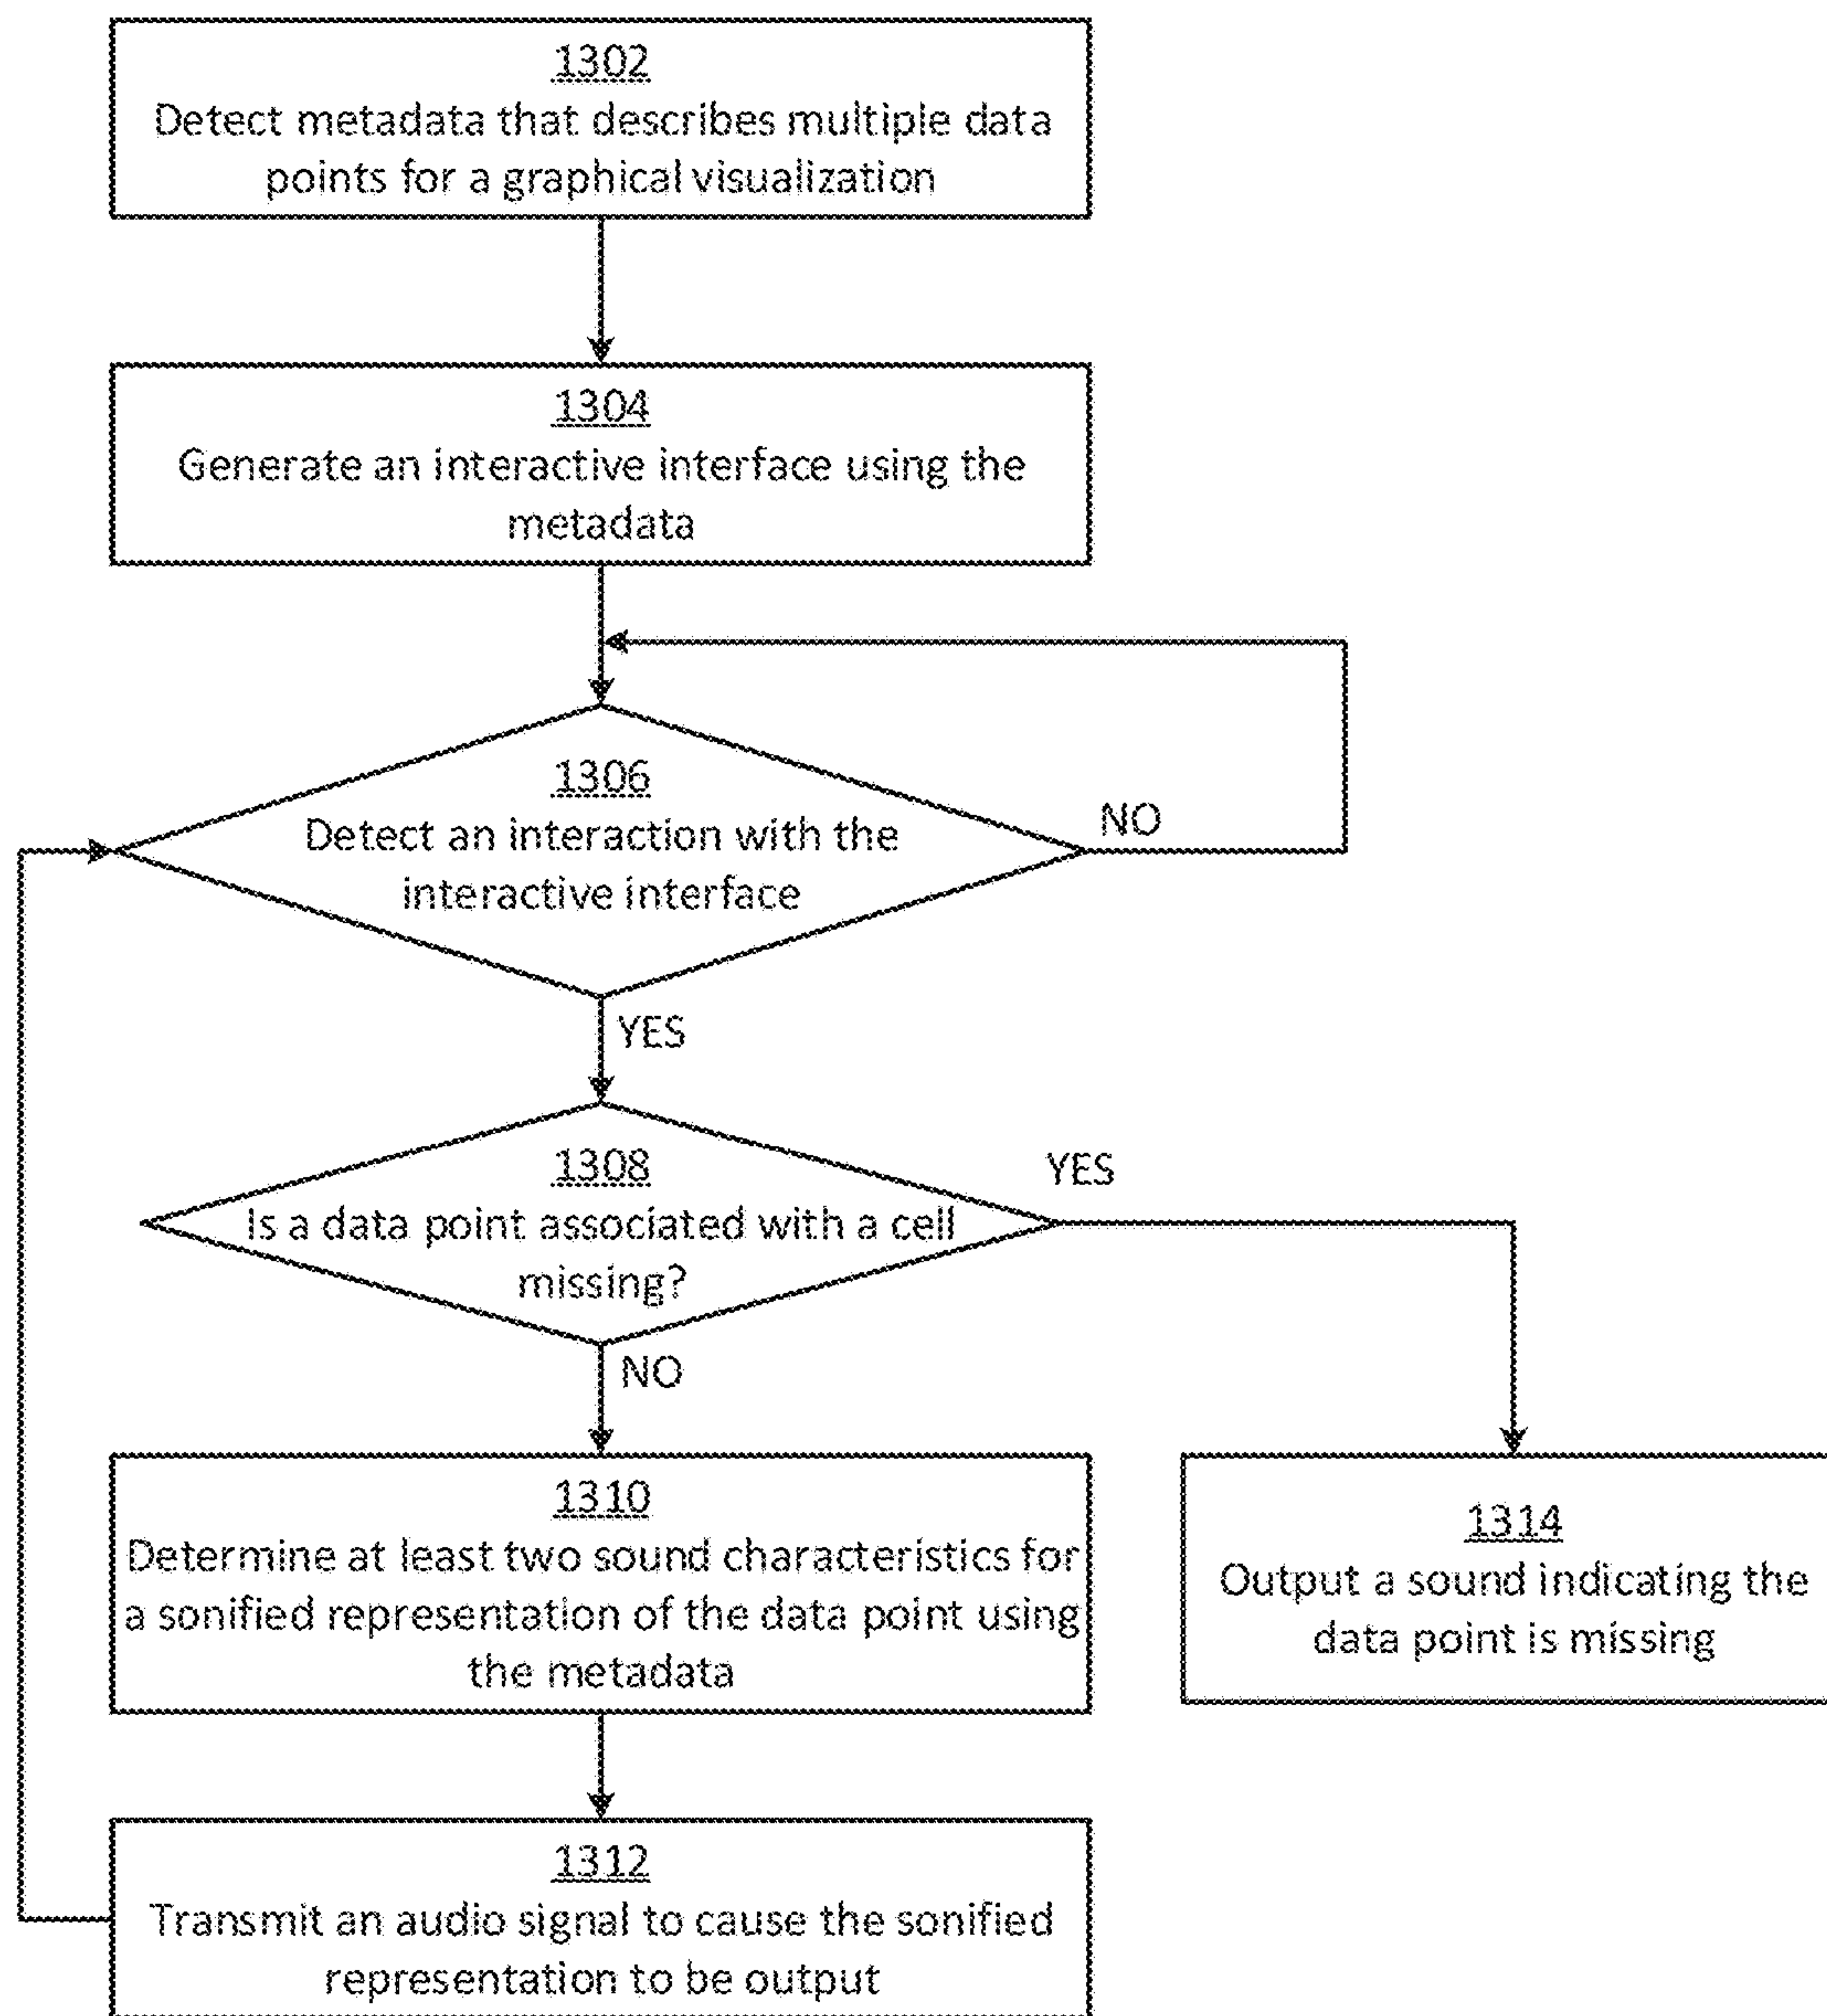 1302
Detect metadata that describes multiple data
points for a graphical visualization
1304
Generate an interactive interface using the
metadata
1306
Detect an interaction with the
interactive interface
NO
YES
1308
Is a data point associated with a cell
missing?
YES
NO
1310
Determine at least two sound characteristics for
a sonified representation of the data point using
the metadata
1314
Output a sound indicating the
data point is missing
1312
Transmit an audio signal to cause the sonified
representation to be output